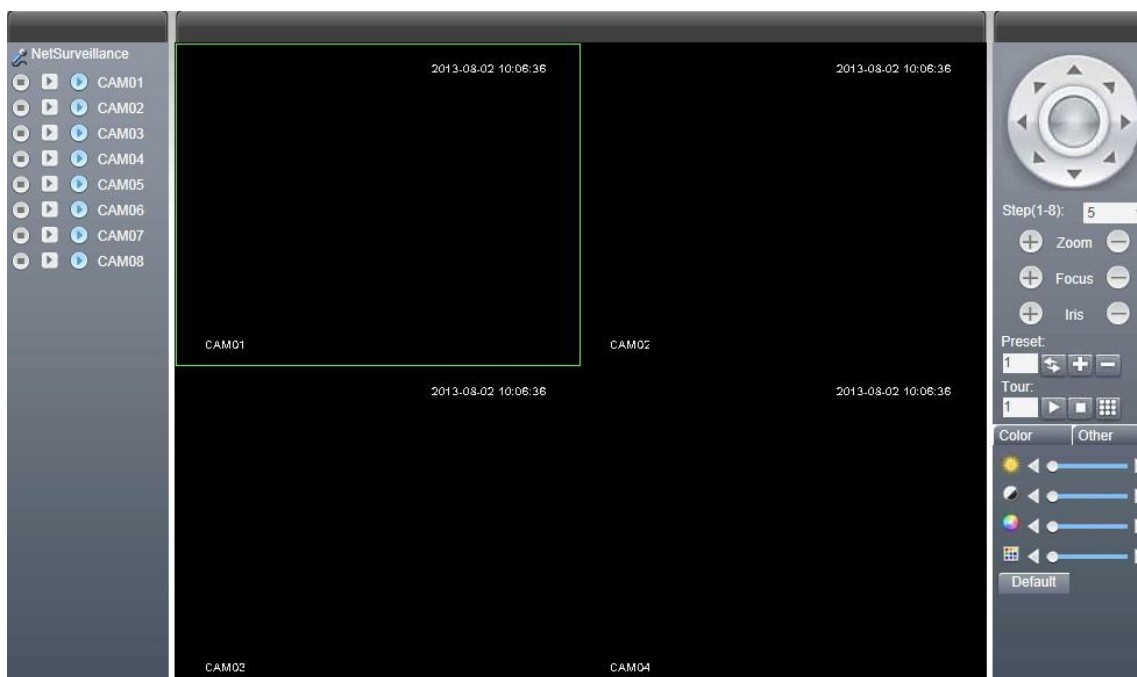 NetSurveillance
CAM01
CAM02
CAM03
CAM04
CAM05
CAM06
CAM07
CAM08
2013-08-02 10:06:36
CAM01
2013-08-02 10:06:36
CAM02
2013-08-02 10:06:36
CAM03
2013-08-02 10:06:36
CAM04
Step(1-8): 5
Zoom
Focus
Iris
Preset:
1
Tour:
1
Color Other
Default